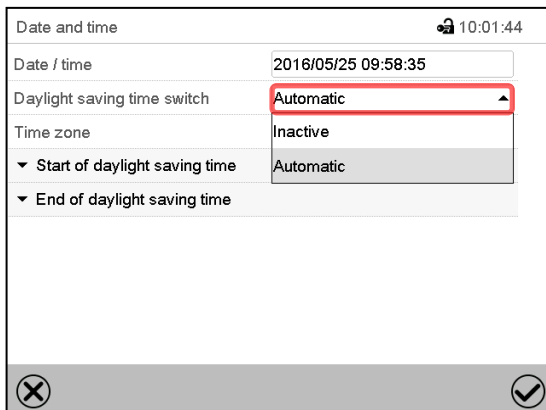 Date and time 10:01:44
Date / time 2016/05/25 09:58:35
Daylight saving time switch Automatic
Time zone Inactive
Start of daylight saving time Automatic
End of daylight saving time